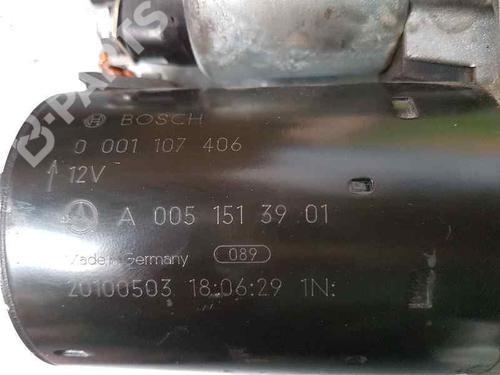 B-PARTS
BOSCH
0 001 107 406
12V
A 005 151 39 01
Made in Germany 089
20100503 18:06:29 1N: